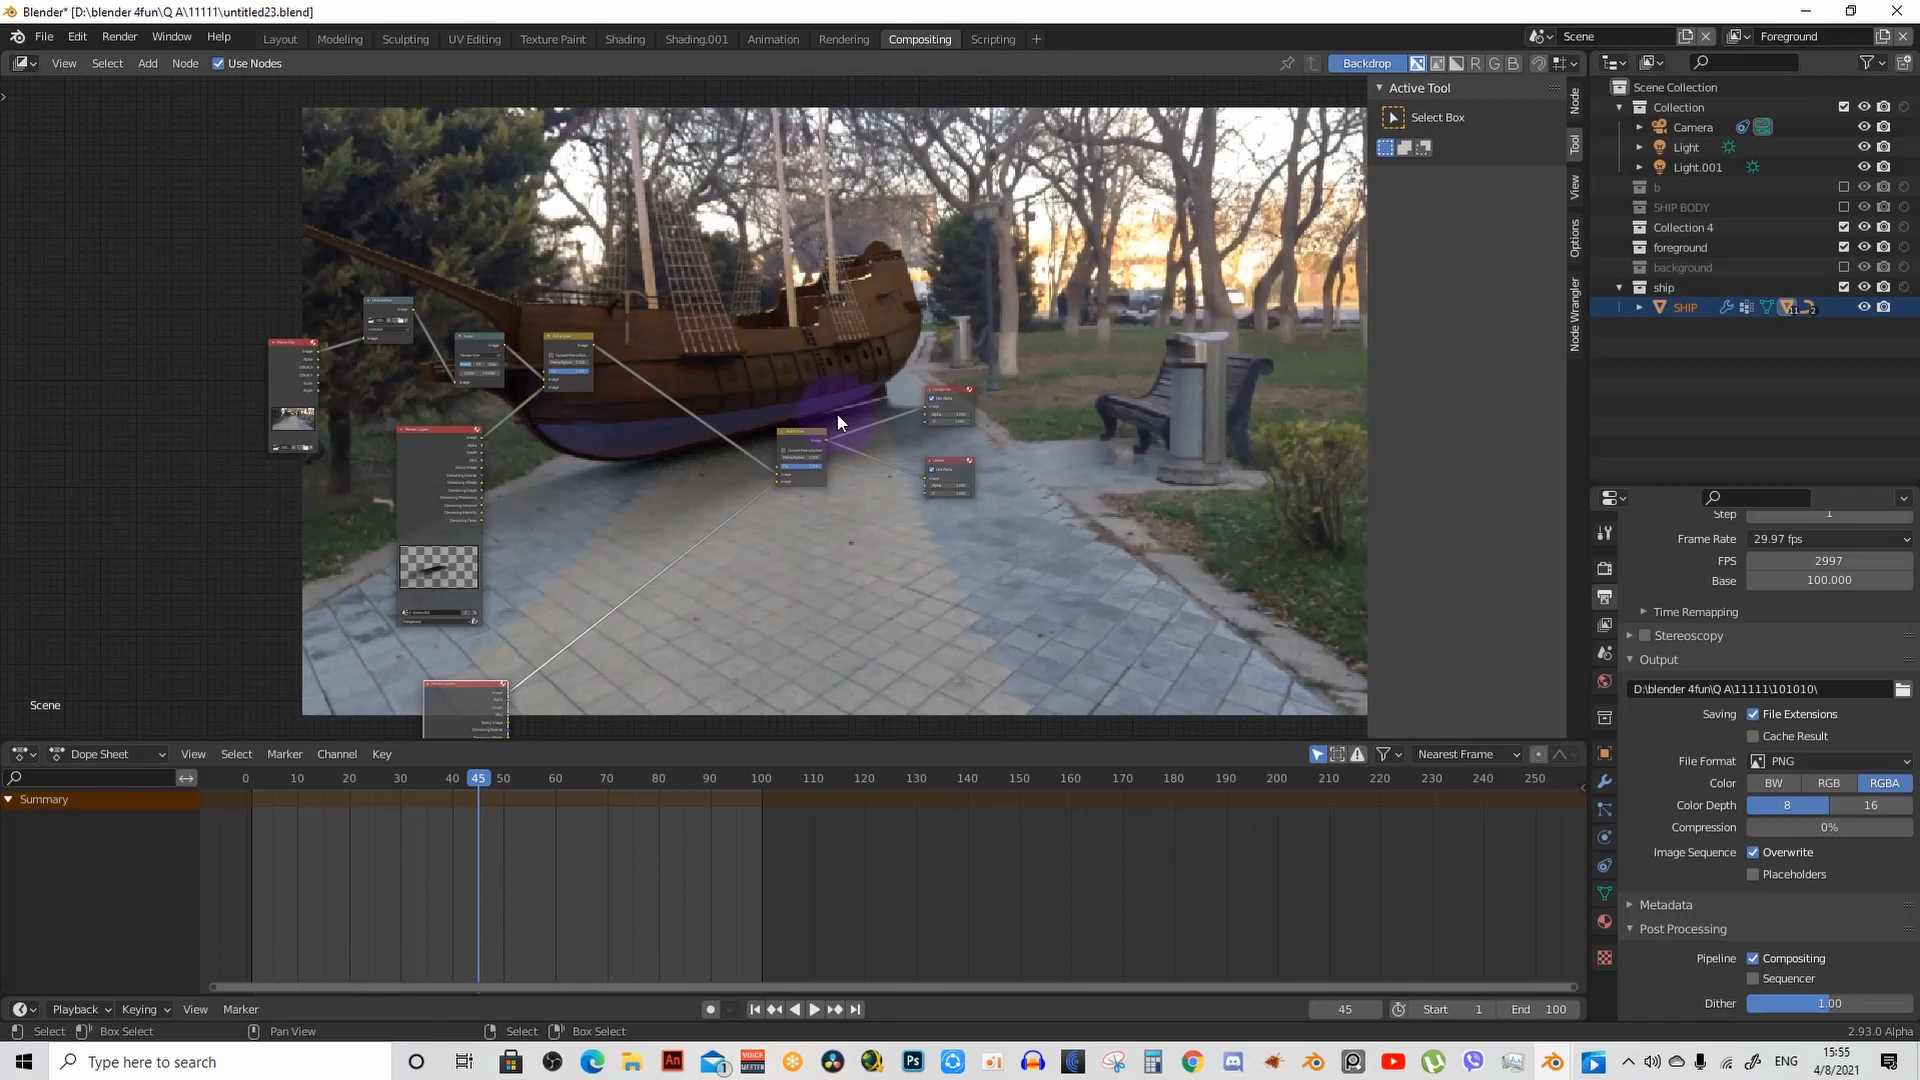 Blender* [D:\blender 4fun\Q A\11111\untitled23.blend]
File Edit Render Window Help
Layout Modeling Sculpting UV Editing Texture Paint Shading Shading.001 Animation Rendering Compositing Scripting +
Scene
Foreground
View Select Add Node Use Nodes
Backdrop
R G B
Active Tool
Select Box
Node
Tool
View
Options
Node Wrangler
Scene Collection
Collection
Camera
Light
Light.001
b
SHIP BODY
Collection 4
foreground
background
ship
SHIP
11
2
Scene
Step 1
Frame Rate 29.97 fps
FPS 2997
Base 100.000
Time Remapping
Stereoscopy
Output
D:\blender 4fun\Q A\11111\101010\
Saving File Extensions
Cache Result
File Format PNG
Color BW RGB RGBA
Color Depth 8 16
Compression 0%
Image Sequence Overwrite
Placeholders
Metadata
Post Processing
Pipeline Compositing
Sequencer
Dither 1.00
Dope Sheet View Select Marker Channel Key
Nearest Frame
0 10 20 30 40 45 50 60 70 80 90 100 110 120 130 140 150 160 170 180 190 200 210 220 230 240 250
Summary
Playback Keying View Marker
45 Start 1 End 100
Select Box Select Pan View Select Box Select
2.93.0 Alpha
Type here to search
ENG
15:55
4/8/2021